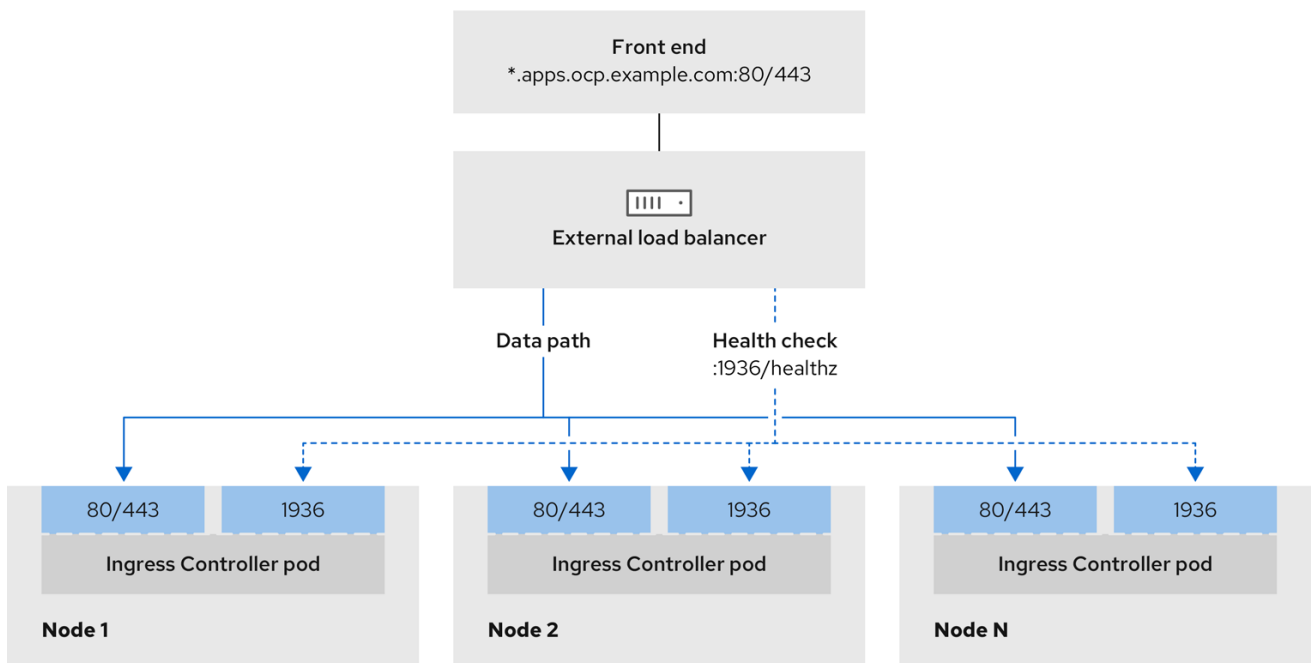 Front end
*.apps.ocp.example.com:80/443
External load balancer
Data path
Health check
:1936/healthz
80/443
1936
Ingress Controller pod
Node 1
80/443
1936
Ingress Controller pod
Node 2
80/443
1936
Ingress Controller pod
Node N